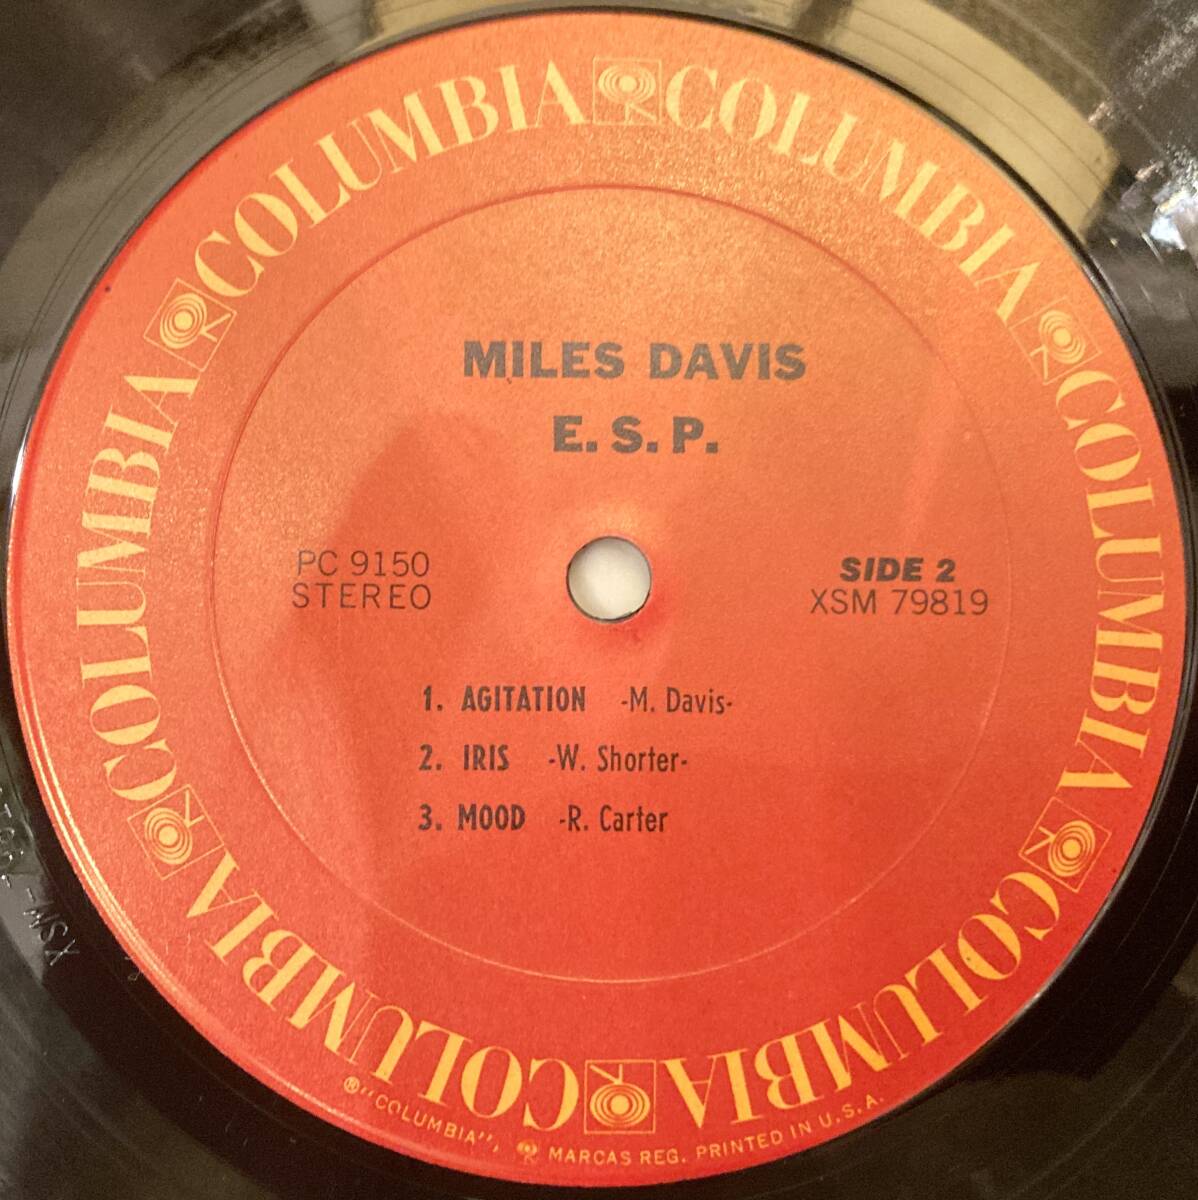 COLUMBIA COLUMBIA COLUMBIA COLUMBIA COLUMBIA COLUMBIA
MILES DAVIS
E. S. P.
PC 9150
STEREO
SIDE 2
XSM 79819
1. AGITATION -M. Davis-
2. IRIS -W. Shorter-
3. MOOD -R. Carter
® "COLUMBIA", MARCAS REG. PRINTED IN U.S.A.
XSM-